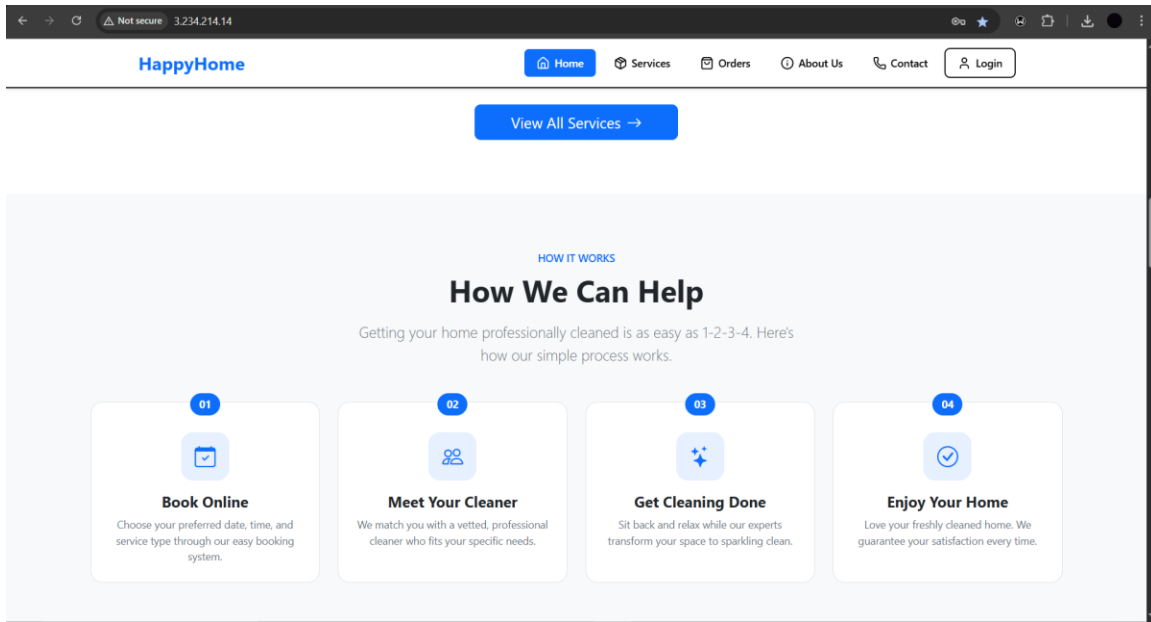 Not secure 3.234.214.14
HappyHome
Home Services Orders About Us Contact Login
View All Services →
HOW IT WORKS
How We Can Help
Getting your home professionally cleaned is as easy as 1-2-3-4. Here's
how our simple process works.
01
Book Online
Choose your preferred date, time, and
service type through our easy booking
system.
02
Meet Your Cleaner
We match you with a vetted, professional
cleaner who fits your specific needs.
03
Get Cleaning Done
Sit back and relax while our experts
transform your space to sparkling clean.
04
Enjoy Your Home
Love your freshly cleaned home. We
guarantee your satisfaction every time.